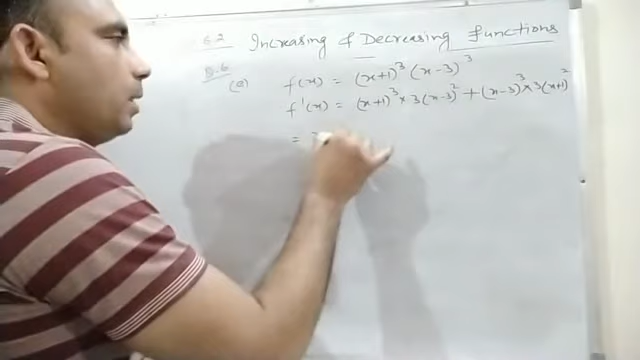 6.2 Increasing & Decreasing Functions
Q.6
(e) f(x) = (x+1)³ (x-3)³
f'(x) = (x+1)³ × 3(x-3)² + (x-3)³ × 3(x+1)²
=